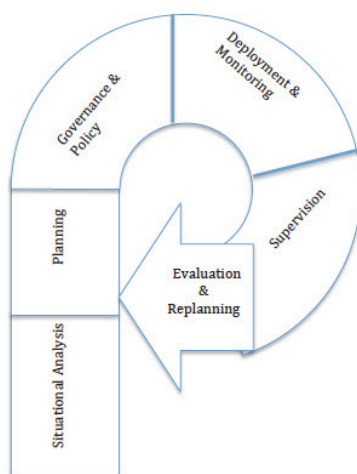 Situational Analysis
Planning
Governance &
Policy
Deployment &
Monitoring
Supervision
Evaluation
&
Replanning